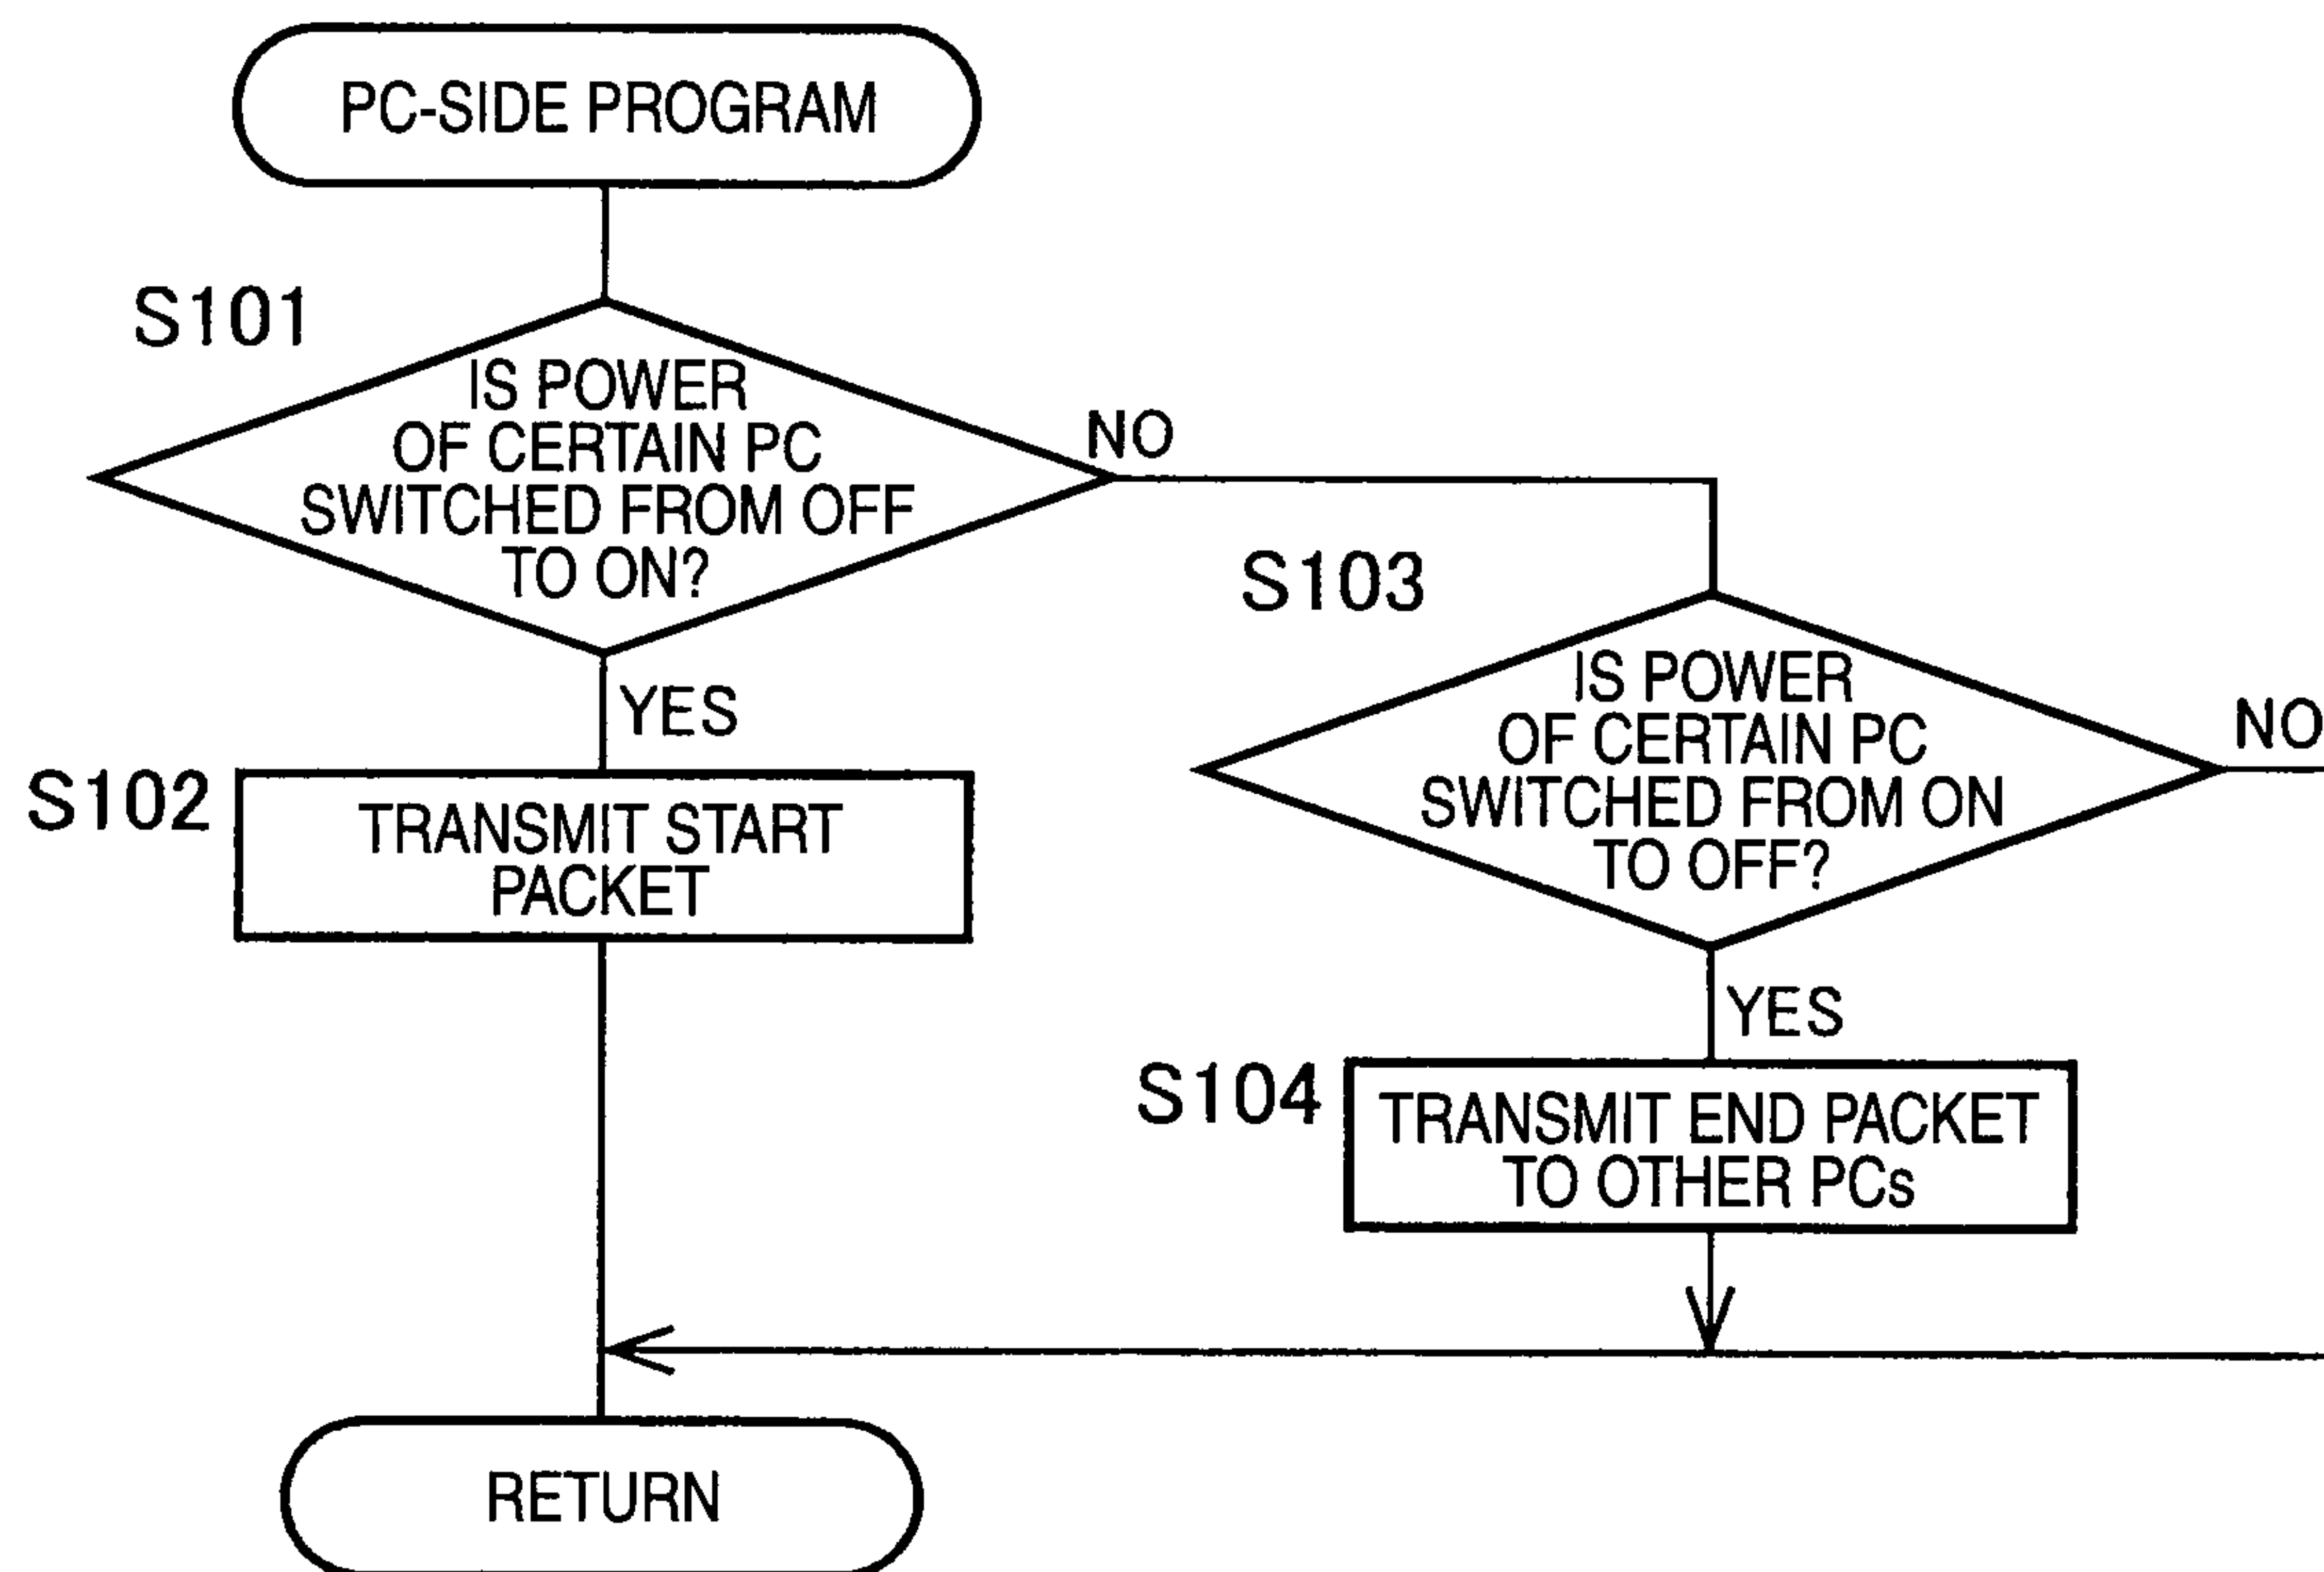 PC-SIDE PROGRAM
S101
IS POWER
OF CERTAIN PC
SWITCHED FROM OFF
TO ON?
NO
YES
S102
TRANSMIT START
PACKET
S103
IS POWER
OF CERTAIN PC
SWITCHED FROM ON
TO OFF?
NO
YES
S104
TRANSMIT END PACKET
TO OTHER PCs
RETURN